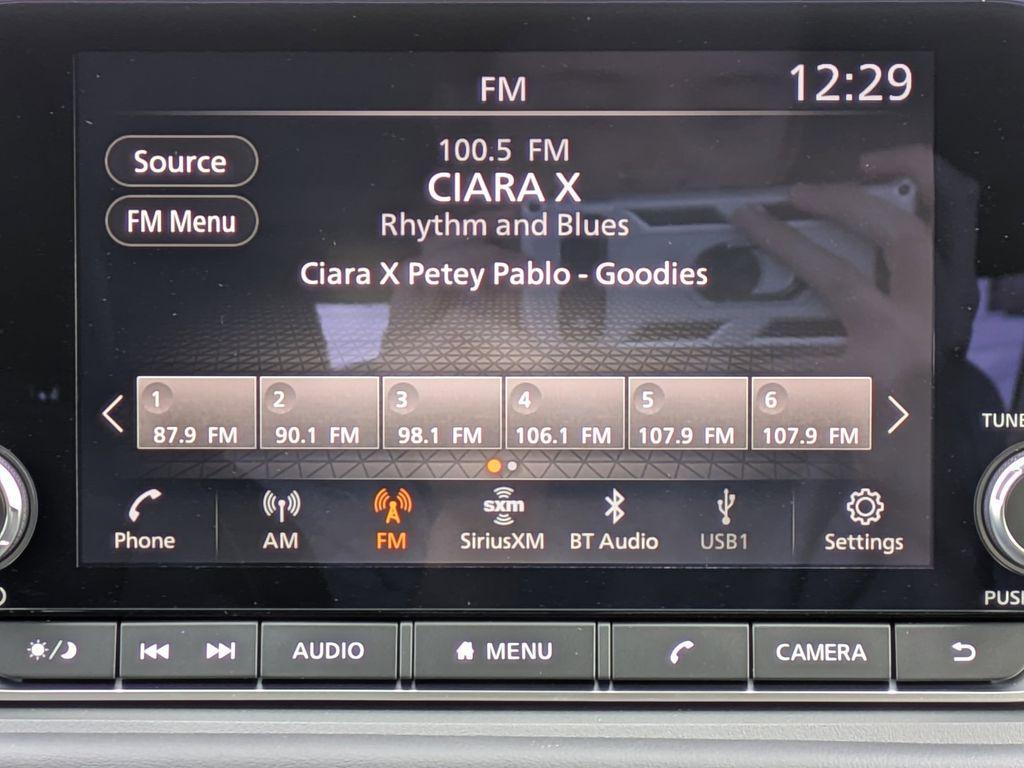 FM
12:29
Source
FM Menu
100.5 FM
CIARA X
Rhythm and Blues
Ciara X Petey Pablo - Goodies
1 2 3 4 5 6
87.9 FM 90.1 FM 98.1 FM 106.1 FM 107.9 FM 107.9 FM
sxm
Phone AM FM SiriusXM BT Audio USB1 Settings
TUNE
PUSH
AUDIO MENU CAMERA